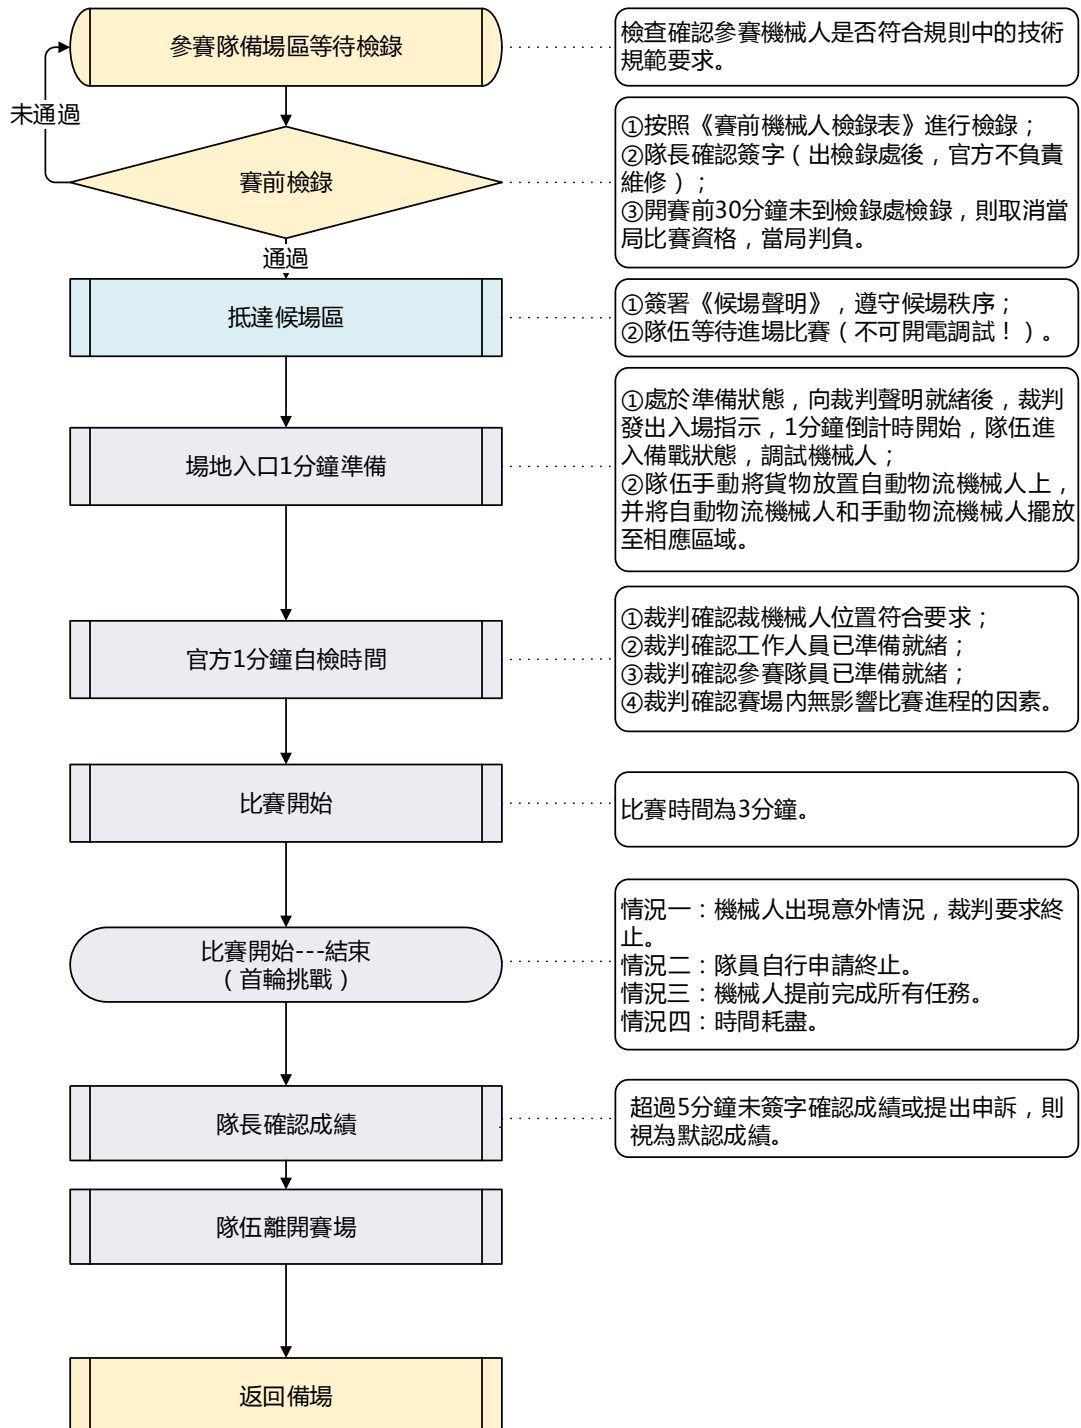 參賽隊備場區等待檢錄
檢查確認參賽機械人是否符合規則中的技術
規範要求。
未通過
賽前檢錄
①按照《賽前機械人檢錄表》進行檢錄；
②隊長確認簽字（出檢錄處後，官方不負責
維修）；
③開賽前30分鐘未到檢錄處檢錄，則取消當
局比賽資格，當局判負。
通過
抵達候場區
①簽署《候場聲明》，遵守候場秩序；
②隊伍等待進場比賽（不可開電調試！）。
場地入口1分鐘準備
①處於準備狀態，向裁判聲明就緒後，裁判
發出入場指示，1分鐘倒計時開始，隊伍進
入備戰狀態，調試機械人；
②隊伍手動將貨物放置自動物流機械人上，
并將自動物流機械人和手動物流機械人擺放
至相應區域。
官方1分鐘自檢時間
①裁判確認裁機械人位置符合要求；
②裁判確認工作人員已準備就緒；
③裁判確認參賽隊員已準備就緒；
④裁判確認賽場內無影響比賽進程的因素。
比賽開始
比賽時間為3分鐘。
比賽開始---結束
（首輪挑戰）
情況一：機械人出現意外情況，裁判要求終
止。
情況二：隊員自行申請終止。
情況三：機械人提前完成所有任務。
情況四：時間耗盡。
隊長確認成績
超過5分鐘未簽字確認成績或提出申訴，則
視為默認成績。
隊伍離開賽場
返回備場